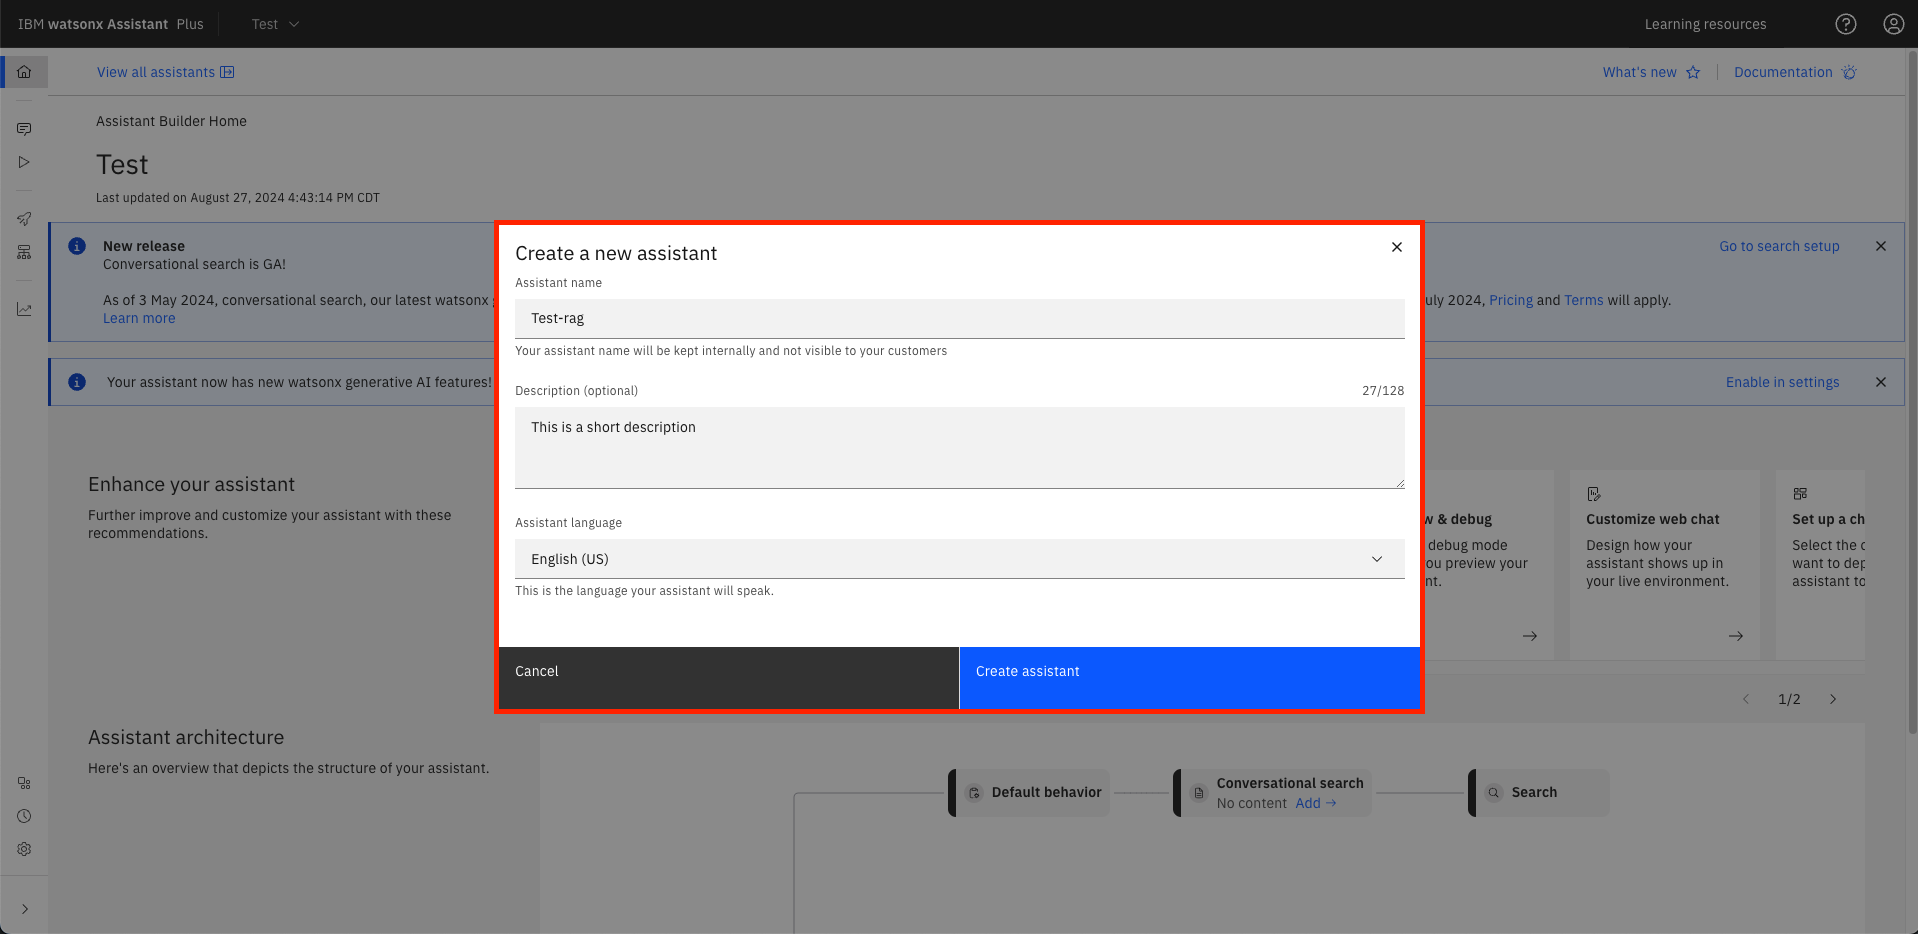 IBM watsonx Assistant Plus
Test
Learning resources
View all assistants
What's new
Documentation
Assistant Builder Home
Test
Last updated on August 27, 2024 4:43:14 PM CDT
New release
Conversational search is GA!
Go to search setup
As of 3 May 2024, conversational search, our latest watsonx
uly 2024, Pricing and Terms will apply.
Learn more
Your assistant now has new watsonx generative AI features!
Enable in settings
Create a new assistant
Assistant name
Test-rag
Your assistant name will be kept internally and not visible to your customers
Description (optional)
27/128
This is a short description
Assistant language
English (US)
This is the language your assistant will speak.
Cancel
Create assistant
Enhance your assistant
Further improve and customize your assistant with these
recommendations.
& debug
debug mode
ou preview your
nt.
Customize web chat
Design how your
assistant shows up in
your live environment.
Set up a ch
Select the
want to dep
assistant to
1/2
Assistant architecture
Here's an overview that depicts the structure of your assistant.
Default behavior
Conversational search
No content Add
Search